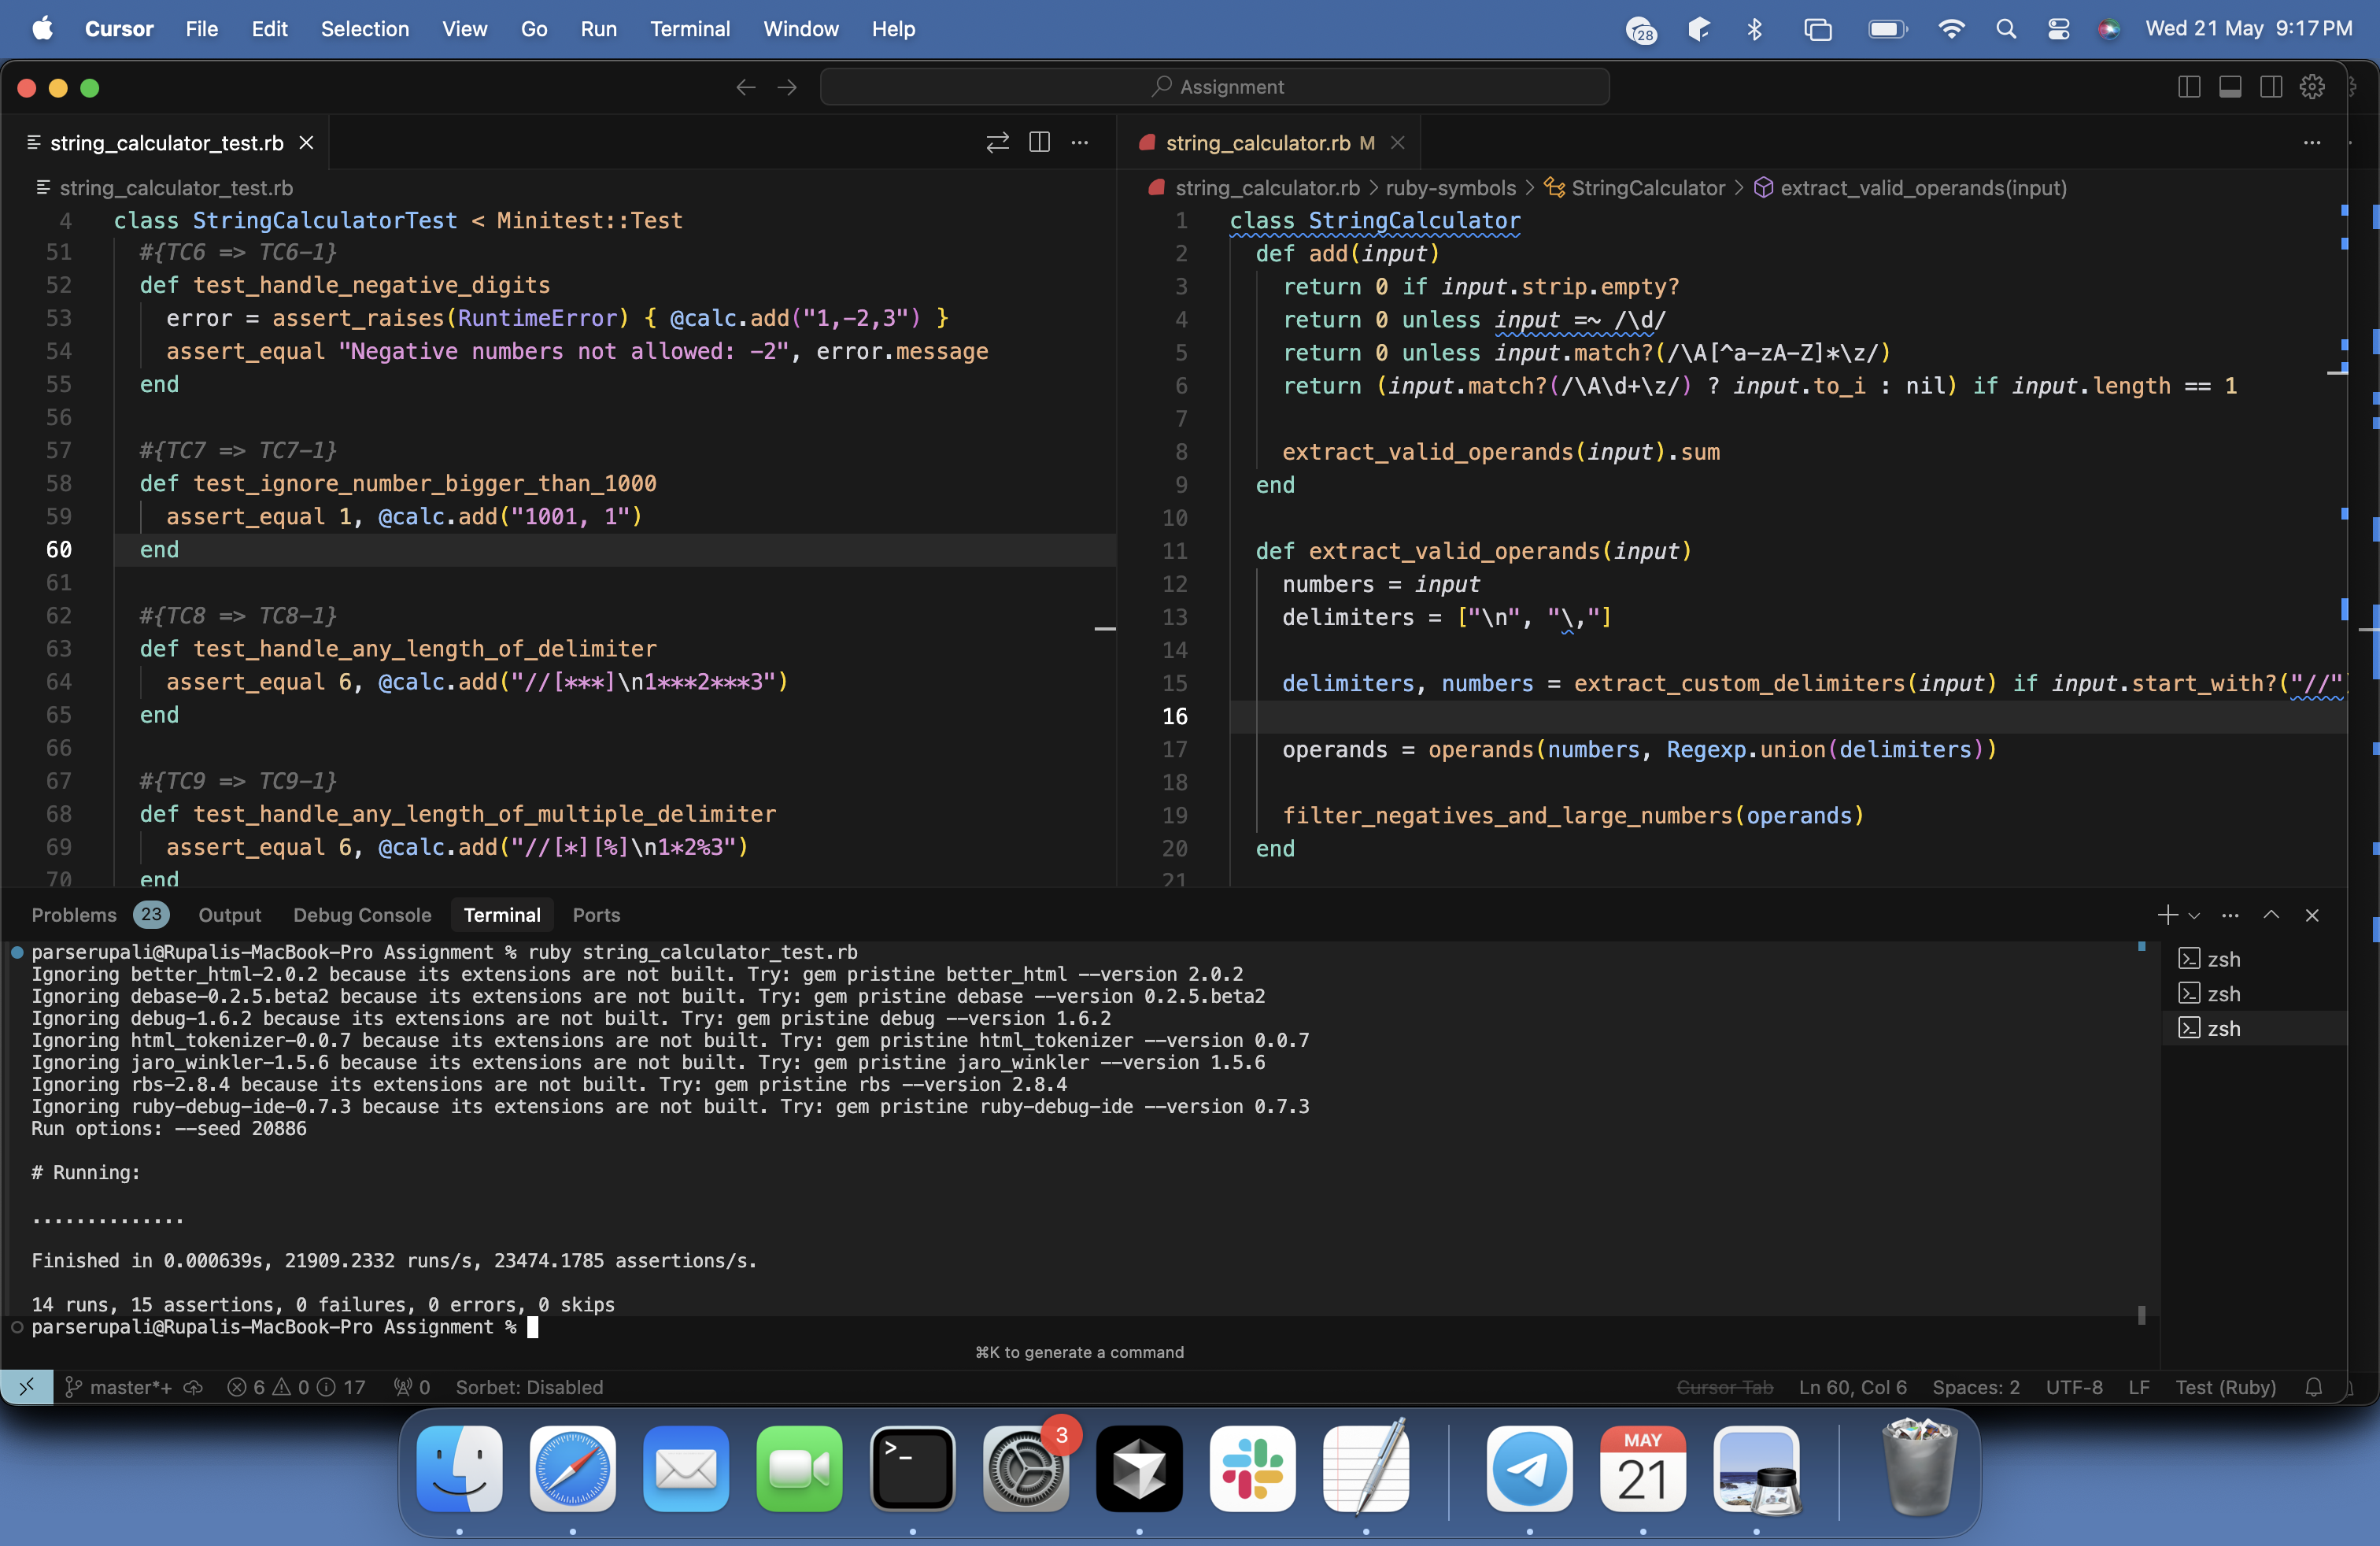 Cursor File Edit Selection View Go Run Terminal Window Help 28 Wed 21 May 9:17 PM
Assignment
string_calculator_test.rb
string_calculator_test.rb
4 class StringCalculatorTest < Minitest::Test
51 #{TC6 => TC6-1}
52 def test_handle_negative_digits
53 error = assert_raises(RuntimeError) { @calc.add("1,-2,3") }
54 assert_equal "Negative numbers not allowed: -2", error.message
55 end
56
57 #{TC7 => TC7-1}
58 def test_ignore_number_bigger_than_1000
59 assert_equal 1, @calc.add("1001, 1")
60 end
61
62 #{TC8 => TC8-1}
63 def test_handle_any_length_of_delimiter
64 assert_equal 6, @calc.add("//[***]\n1***2***3")
65 end
66
67 #{TC9 => TC9-1}
68 def test_handle_any_length_of_multiple_delimiter
69 assert_equal 6, @calc.add("//[*][%]\n1*2%3")
70 end
string_calculator.rb M
string_calculator.rb > ruby-symbols > StringCalculator > extract_valid_operands(input)
1 class StringCalculator
2 def add(input)
3 return 0 if input.strip.empty?
4 return 0 unless input =~ /\d/
5 return 0 unless input.match?(/\A[^a-zA-Z]*\z/)
6 return (input.match?(/\A\d+\z/) ? input.to_i : nil) if input.length == 1
7
8 extract_valid_operands(input).sum
9 end
10
11 def extract_valid_operands(input)
12 numbers = input
13 delimiters = ["\n", "\,"]
14
15 delimiters, numbers = extract_custom_delimiters(input) if input.start_with?("//"
16
17 operands = operands(numbers, Regexp.union(delimiters))
18
19 filter_negatives_and_large_numbers(operands)
20 end
21
Problems 23 Output Debug Console Terminal Ports
parserupali@Rupalis-MacBook-Pro Assignment % ruby string_calculator_test.rb
Ignoring better_html-2.0.2 because its extensions are not built. Try: gem pristine better_html --version 2.0.2
Ignoring debase-0.2.5.beta2 because its extensions are not built. Try: gem pristine debase --version 0.2.5.beta2
Ignoring debug-1.6.2 because its extensions are not built. Try: gem pristine debug --version 1.6.2
Ignoring html_tokenizer-0.0.7 because its extensions are not built. Try: gem pristine html_tokenizer --version 0.0.7
Ignoring jaro_winkler-1.5.6 because its extensions are not built. Try: gem pristine jaro_winkler --version 1.5.6
Ignoring rbs-2.8.4 because its extensions are not built. Try: gem pristine rbs --version 2.8.4
Ignoring ruby-debug-ide-0.7.3 because its extensions are not built. Try: gem pristine ruby-debug-ide --version 0.7.3
Run options: --seed 20886
# Running:
..............
Finished in 0.000639s, 21909.2332 runs/s, 23474.1785 assertions/s.
14 runs, 15 assertions, 0 failures, 0 errors, 0 skips
parserupali@Rupalis-MacBook-Pro Assignment %
zsh
zsh
zsh
⌘K to generate a command
master*+ 6 0 17 0 Sorbet: Disabled Cursor Tab Ln 60, Col 6 Spaces: 2 UTF-8 LF Test (Ruby)
3
MAY
21